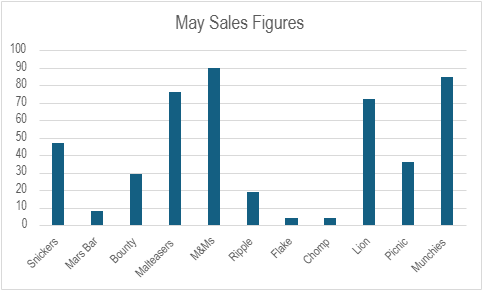 May Sales Figures
100
90
80
70
60
50
40
30
20
10
0
Snickers
Mars Bar
Bounty
Malteasers
M&Ms
Ripple
Flake
Chomp
Lion
Picnic
Munchies